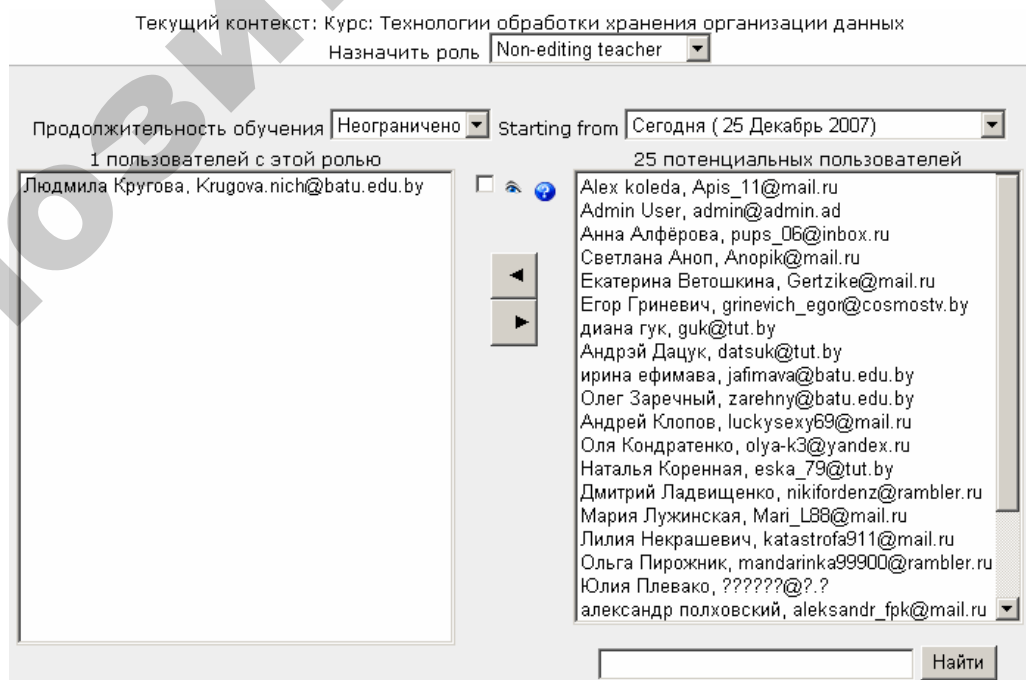 Текущий контекст: Курс: Технологии обработки хранения организации данных
Назначить роль Non-editing teacher
Продолжительность обучения Неограничено Starting from Сегодня ( 25 Декабрь 2007)
1 пользователей с этой ролью
Людмила Кругова, Krugova.nich@batu.edu.by
25 потенциальных пользователей
Alex koleda, Apis_11@mail.ru
Admin User, admin@admin.ad
Анна Алфёрова, pups_06@inbox.ru
Светлана Аноп, Anopik@mail.ru
Екатерина Ветошкина, Gertzike@mail.ru
Егор Гриневич, grinevich_egor@cosmostv.by
диана гук, guk@tut.by
Андрэй Дацук, datsuk@tut.by
ирина ефимава, jafimava@batu.edu.by
Олег Заречный, zarehny@batu.edu.by
Андрей Клопов, luckysexy69@mail.ru
Оля Кондратенко, olya-k3@yandex.ru
Наталья Коренная, eska_79@tut.by
Дмитрий Ладвищенко, nikifordenz@rambler.ru
Мария Лужинская, Mari_L88@mail.ru
Лилия Некрашевич, katastrofa911@mail.ru
Ольга Пирожник, mandarinka99900@rambler.ru
Юлия Плевако, ??????@?.?
александр полховский, aleksandr_fpk@mail.ru
Найти